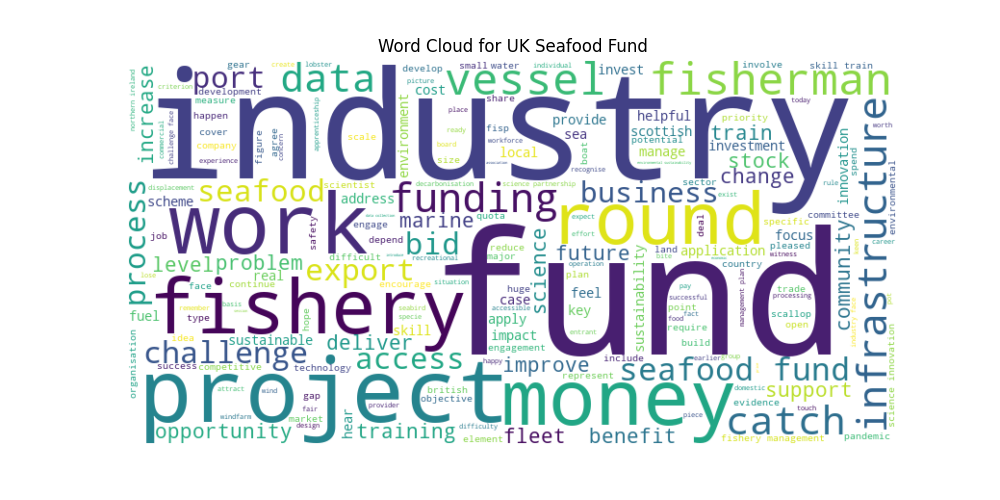 Word Cloud for UK Seafood Fund
industry
fund
project
money
fishery
work
round
infrastructure
fisherman
vessel
data
port
funding
business
seafood
seafood fund
catch
export
access
challenge
process
increase
bid
marine
train
change
stock
investment
scottish
helpful
invest
provide
sea
local
manage
potential
priority
skill train
involve
small
water
individual
develop
cost
picture
gear
create
lobster
criterion
northern ireland
development
measure
happen
cover
company
commercial
challenge face
experience
figure
agree
concern
apprenticeship
scale
environment
size
share
place
fisp
ready
board
workforce
boat
recognise
today
worth
spend
innovation
environmental
community
committee
rule
exist
sector
specific
focus
pleased
witness
application
deal
country
land
bite
future
feel
science
science partnership
decarbonisation
displacement
scheme
scientist
address
engage
quota
depend
safety
job
level
problem
real
difficult
recreational
continue
face
fuel
type
basis
remember
idea
hope
encourage
situation
seabird
specie
skill
deliver
sustainable
success
competitive
technology
organisation
attract
wind
windfarm
opportunity
training
hear
gap
fair
market
design
provider
british
objective
element
difficulty
fleet
benefit
improve
happy
represent
include
impact
apply
engagement
accessible
entrant
huge
case
key
plan
operation
effort
expect
reduce
major
sustainability
point
require
pay
successful
food
fact
build
earlier
group
management plan
trade
processing
scallop
open
support
evidence
domestic
touch
piece
fishery management
pandemic
science innovation
career
lose